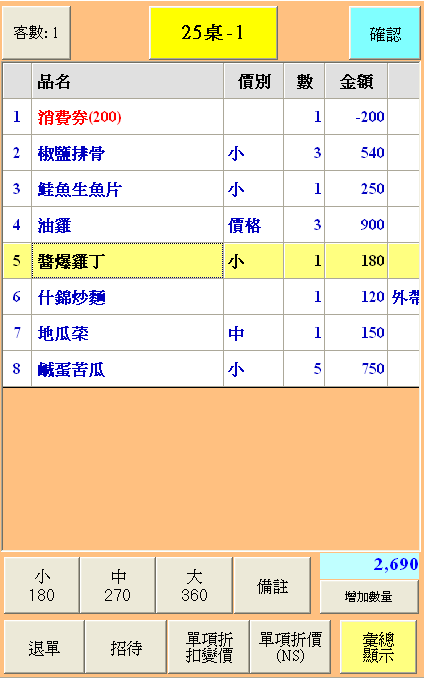 客數: 1
25桌-1
確認
品名 價別 數 金額
1 消費券(200) 1 -200
2 椒鹽排骨 小 3 540
3 鮭魚生魚片 小 1 250
4 油雞 價格 3 900
5 醬爆雞丁 小 1 180
6 什錦炒麵 1 120 外帶
7 地瓜菜 中 1 150
8 鹹蛋苦瓜 小 5 750
2,690
小
180
中
270
大
360
備註
增加數量
退單
招待
單項折
扣變價
單項折價
(NS)
彙總
顯示